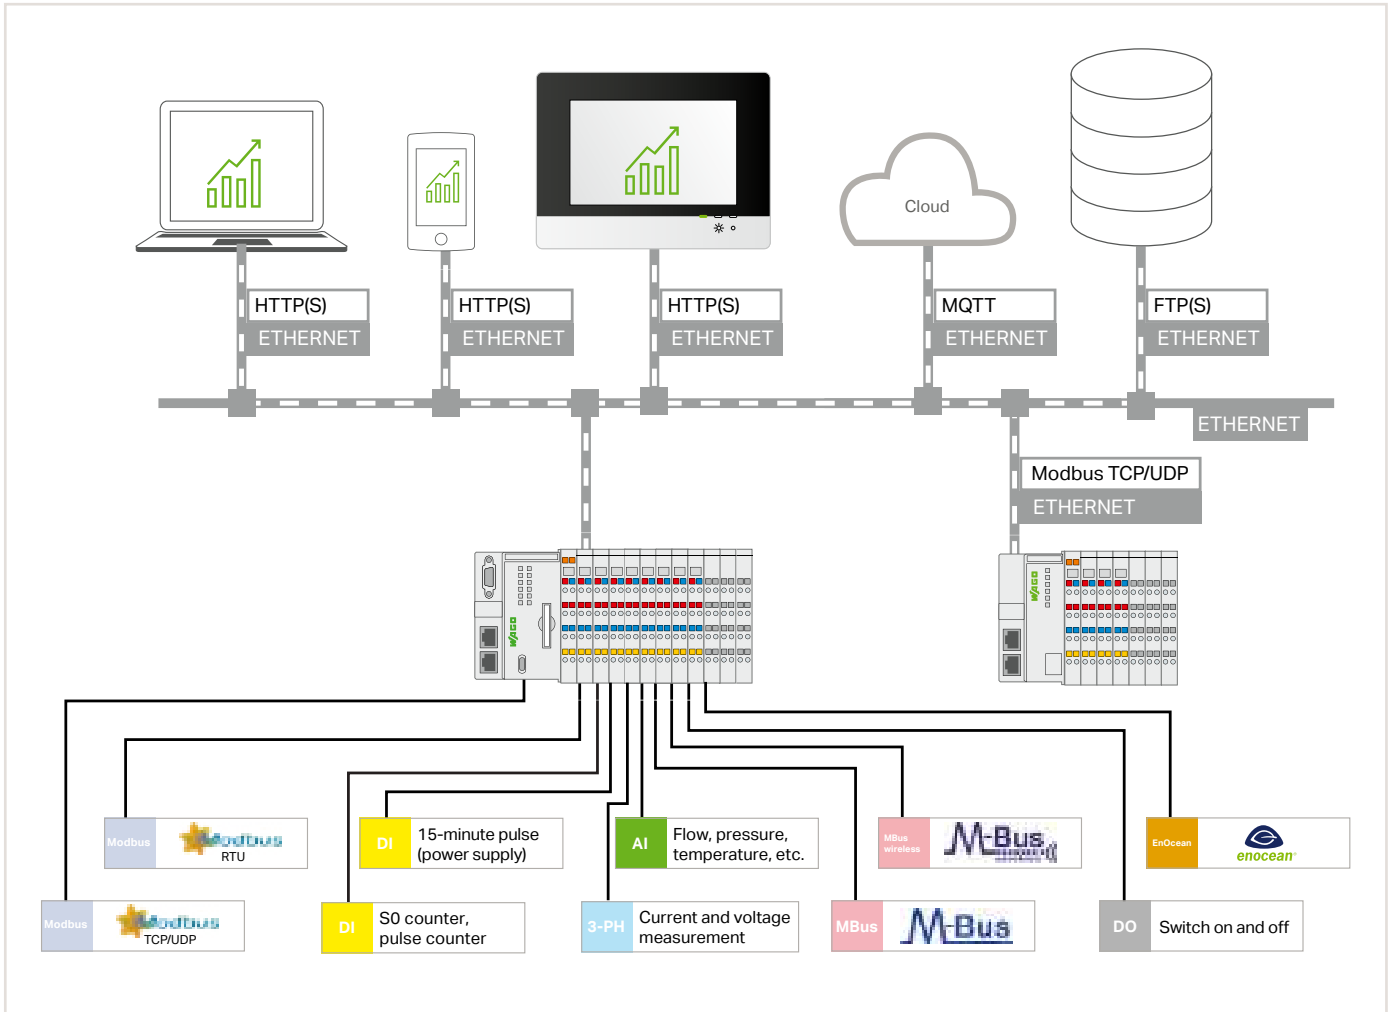 Cloud
HTTP(S)
ETHERNET
HTTP(S)
ETHERNET
HTTP(S)
ETHERNET
MQTT
ETHERNET
FTP(S)
ETHERNET
ETHERNET
Modbus TCP/UDP
ETHERNET
WAGO
WAGO
Modbus
Modbus
RTU
DI
15-minute pulse
(power supply)
AI
Flow, pressure,
temperature, etc.
MBus
wireless
M-Bus
EnOcean
enocean®
Modbus
Modbus
TCP/UDP
DI
S0 counter,
pulse counter
3-PH
Current and voltage
measurement
MBus
M-Bus
DO
Switch on and off